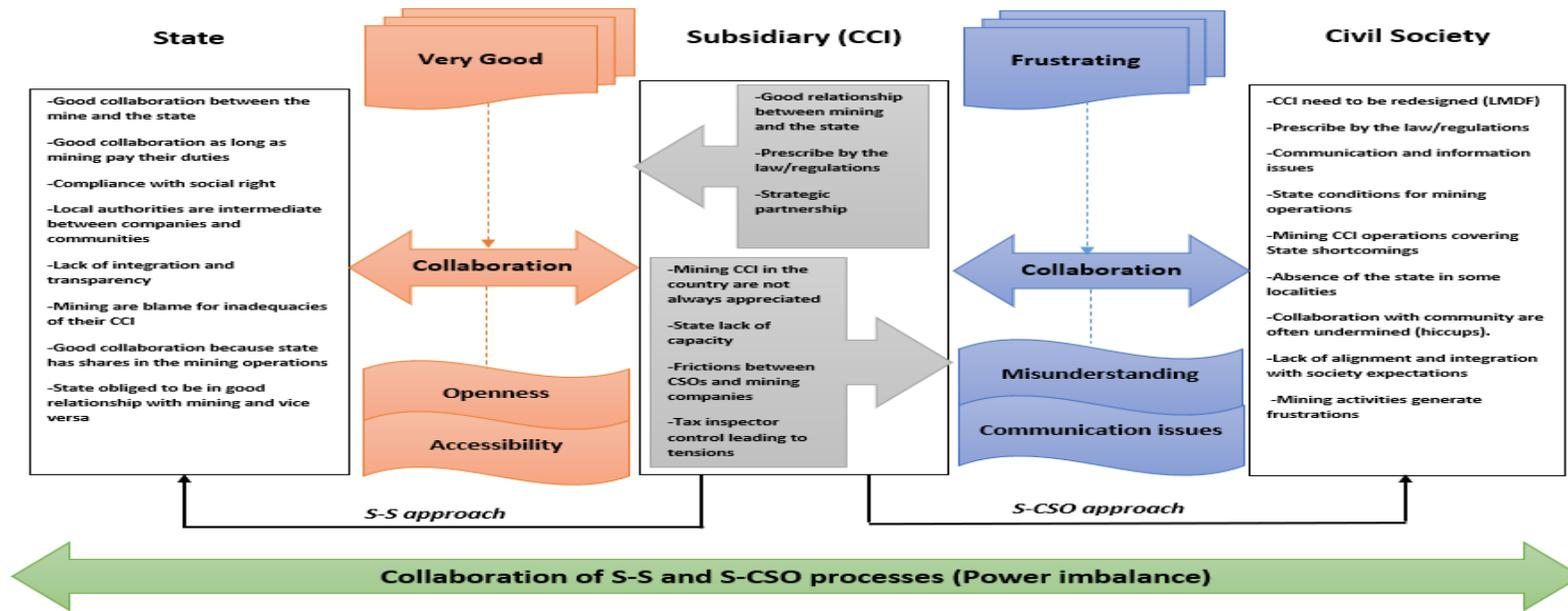 State
-Good collaboration between the
mine and the state
-Good collaboration as long as
mining pay their duties
-Compliance with social right
-Local authorities are intermediate
between companies and
communities
-Lack of integration and
transparency
-Mining are blame for inadequacies
of their CCI
-Good collaboration because state
has shares in the mining operations
-State obliged to be in good
relationship with mining and vice
versa
Very Good
Collaboration
Openness
Accessibility
Subsidiary (CCI)
-Good relationship
between mining
and the state
-Prescribe by the
law/regulations
-Strategic
partnership
-Mining CCI in the
country are not
always appreciated
-State lack of
capacity
-Frictions between
CSOs and mining
companies
-Tax inspector
control leading to
tensions
Frustrating
Collaboration
Misunderstanding
Communication issues
Civil Society
-CCI need to be redesigned (LMDF)
-Prescribe by the law/regulations
-Communication and information
issues
-State conditions for mining
operations
-Mining CCI operations covering
State shortcomings
-Absence of the state in some
localities
-Collaboration with community are
often undermined (hiccups).
-Lack of alignment and integration
with society expectations
-Mining activities generate
frustrations
S-S approach
S-CSO approach
Collaboration of S-S and S-CSO processes (Power imbalance)